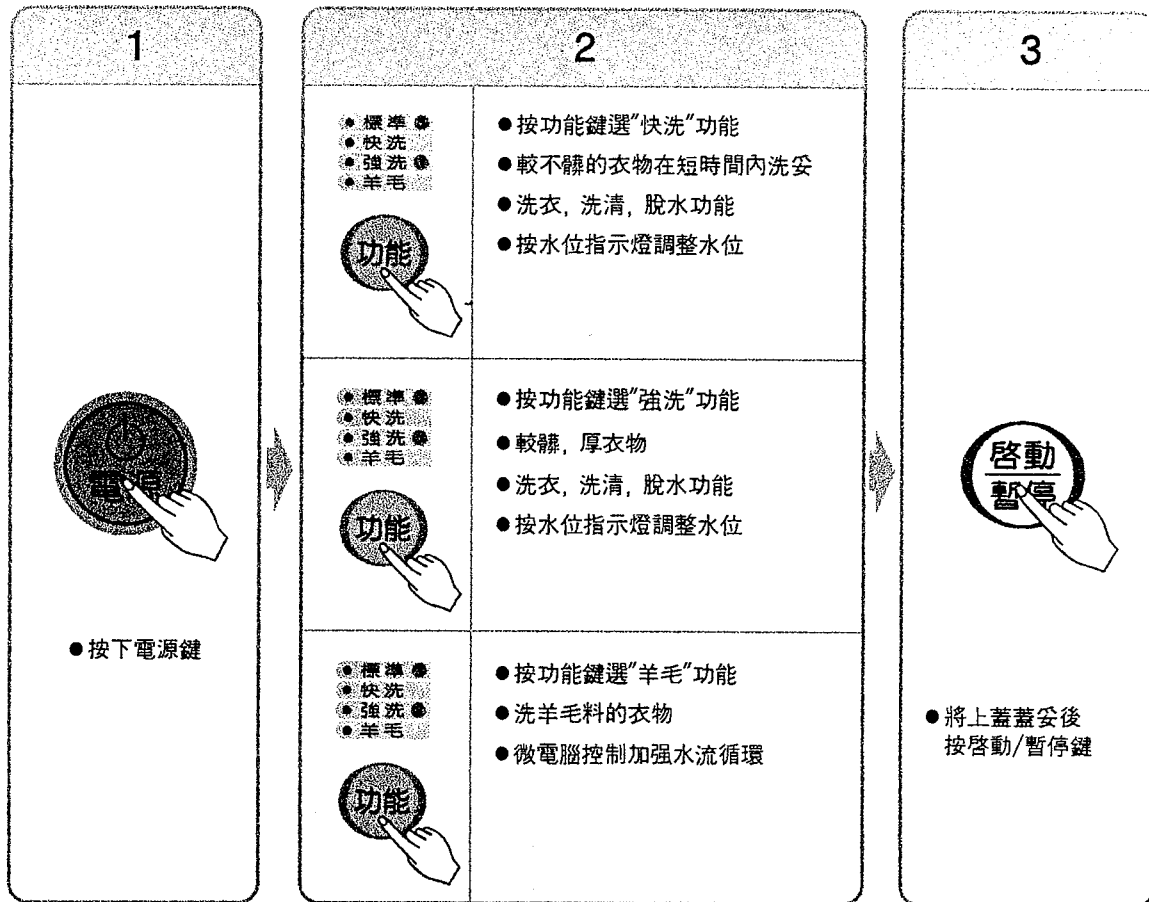 1
電源
●按下電源鍵
2
●標準●
●快洗
●強洗●
●羊毛
功能
●按功能鍵選"快洗"功能
●較不髒的衣物在短時間內洗妥
●洗衣, 洗清, 脫水功能
●按水位指示燈調整水位
●標準●
●快洗
●強洗●
●羊毛
功能
●按功能鍵選"強洗"功能
●較髒, 厚衣物
●洗衣, 洗清, 脫水功能
●按水位指示燈調整水位
●標準●
●快洗
●強洗●
●羊毛
功能
●按功能鍵選"羊毛"功能
●洗羊毛料的衣物
●微電腦控制加强水流循環
3
啓動
暫停
●將上蓋蓋妥後
按啓動/暫停鍵